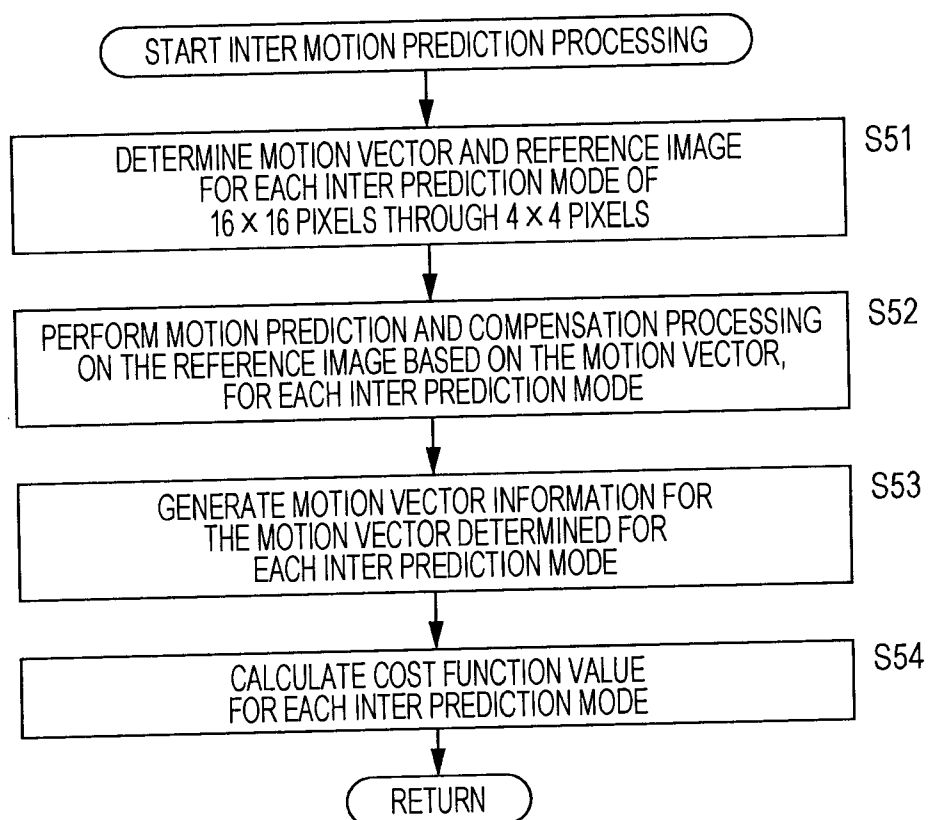 START INTER MOTION PREDICTION PROCESSING
S51
DETERMINE MOTION VECTOR AND REFERENCE IMAGE
FOR EACH INTER PREDICTION MODE OF
16 × 16 PIXELS THROUGH 4 × 4 PIXELS
S52
PERFORM MOTION PREDICTION AND COMPENSATION PROCESSING
ON THE REFERENCE IMAGE BASED ON THE MOTION VECTOR,
FOR EACH INTER PREDICTION MODE
S53
GENERATE MOTION VECTOR INFORMATION FOR
THE MOTION VECTOR DETERMINED FOR
EACH INTER PREDICTION MODE
S54
CALCULATE COST FUNCTION VALUE
FOR EACH INTER PREDICTION MODE
RETURN